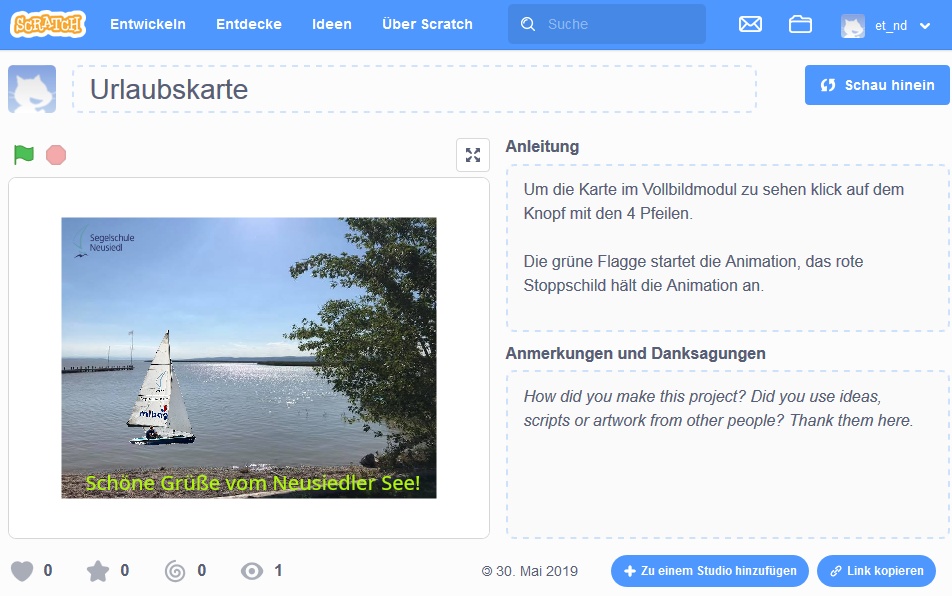 SCRATCH Entwickeln Entdecke Ideen Über Scratch Suche et_nd
Urlaubskarte
Schau hinein
Anleitung
Um die Karte im Vollbildmodul zu sehen klick auf dem
Knopf mit den 4 Pfeilen.
Die grüne Flagge startet die Animation, das rote
Stoppschild hält die Animation an.
Segelschule
Neusiedl
Schöne Grüße vom Neusiedler See!
Anmerkungen und Danksagungen
How did you make this project? Did you use ideas,
scripts or artwork from other people? Thank them here.
0 0 0 1
© 30. Mai 2019
Zu einem Studio hinzufügen
Link kopieren